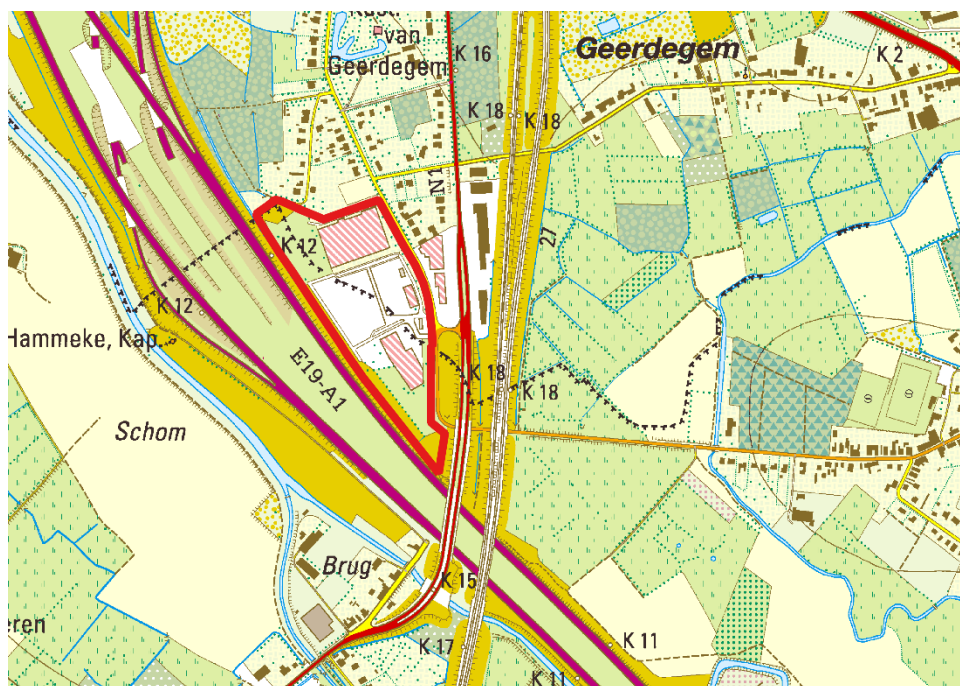 van
Geerdegem
K 16
Geerdegem
K 2
K 18
K 18
N1
27
K 12
K 12
Hammeke, Kap.
E19-A1
K 18
K 18
Schom
Brug
K 15
eren
K 17
K 11
K 11